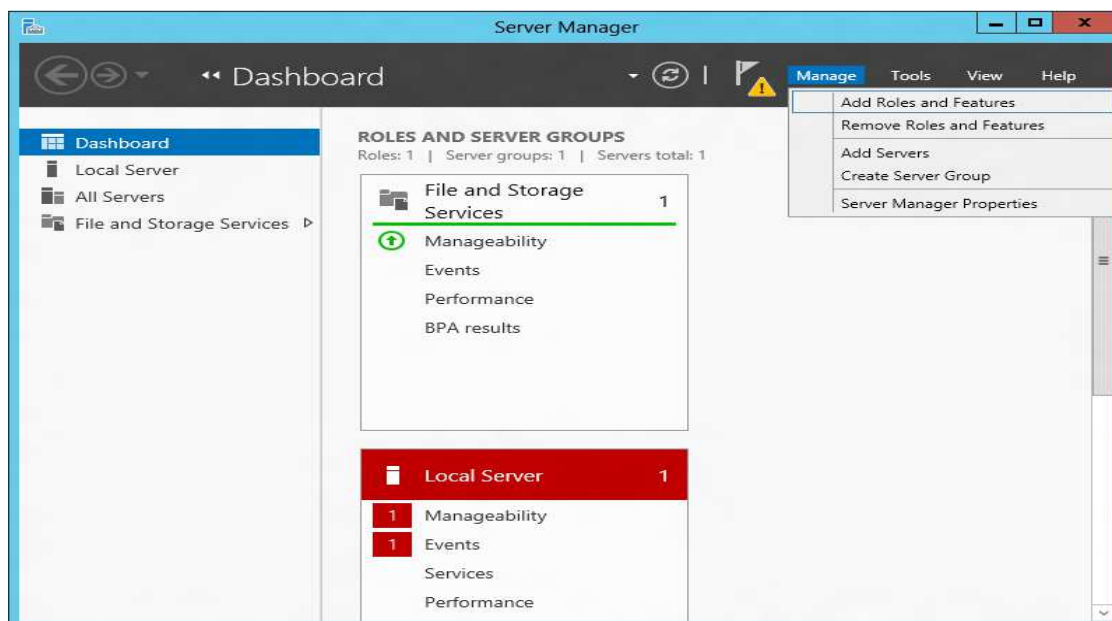 Server Manager
Dashboard
Manage Tools View Help
Add Roles and Features
Remove Roles and Features
Add Servers
Create Server Group
Server Manager Properties
Dashboard
Local Server
All Servers
File and Storage Services
ROLES AND SERVER GROUPS
Roles: 1 | Server groups: 1 | Servers total: 1
File and Storage
Services 1
Manageability
Events
Performance
BPA results
Local Server 1
1 Manageability
1 Events
Services
Performance